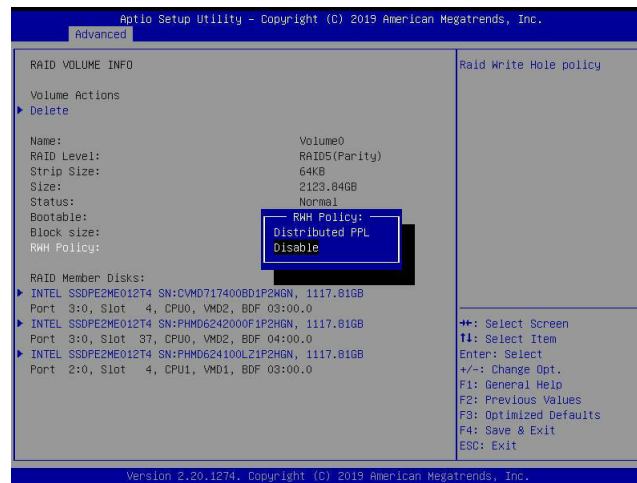 Aptio Setup Utility – Copyright (C) 2019 American Megatrends, Inc.
Advanced
RAID VOLUME INFO
Raid Write Hole policy
Volume Actions
Delete
Name: Volume0
RAID Level: RAID5(Parity)
Strip Size: 64KB
Size: 2123.84GB
Status: Normal
Bootable:
Block size:
RWH Policy:
RWH Policy:
Distributed PPL
Disable
RAID Member Disks:
INTEL SSDPE2ME012T4 SN:CVMD717400BD1P2WGN, 1117.81GB
Port 3:0, Slot 4, CPU0, VMD2, BDF 03:00.0
INTEL SSDPE2ME012T4 SN:PHMD6242000F1P2HGN, 1117.81GB
Port 3:0, Slot 37, CPU0, VMD2, BDF 04:00.0
INTEL SSDPE2ME012T4 SN:PHMD624100LZ1P2HGN, 1117.81GB
Port 2:0, Slot 4, CPU1, VMD1, BDF 03:00.0
→←: Select Screen
↑↓: Select Item
Enter: Select
+/-: Change Opt.
F1: General Help
F2: Previous Values
F3: Optimized Defaults
F4: Save & Exit
ESC: Exit
Version 2.20.1274. Copyright (C) 2019 American Megatrends, Inc.